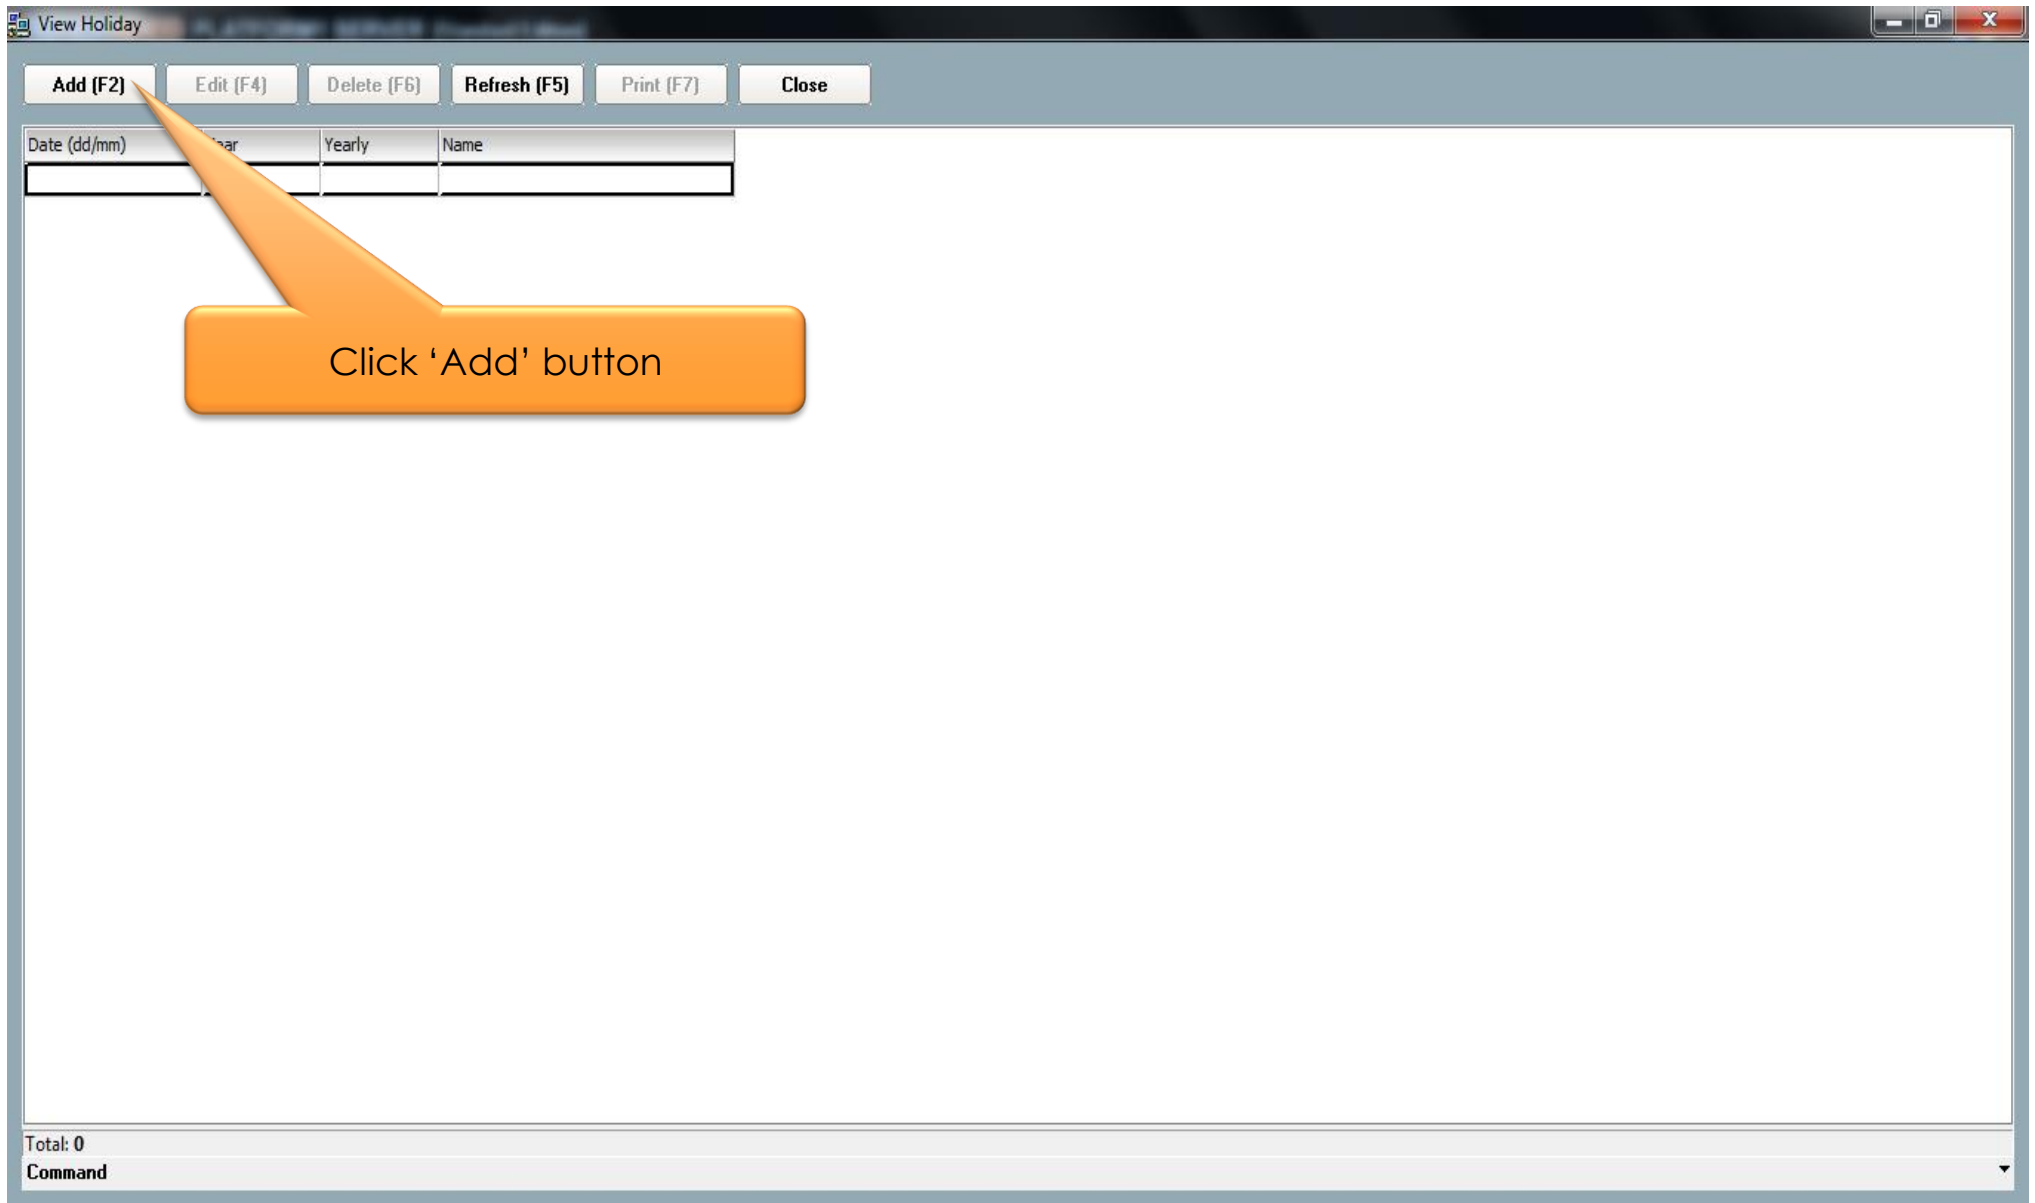 View Holiday
Add (F2) Edit (F4) Delete (F6) Refresh (F5) Print (F7) Close
Date (dd/mm) Yearly Name
Click ‘Add’ button
Total: 0
Command